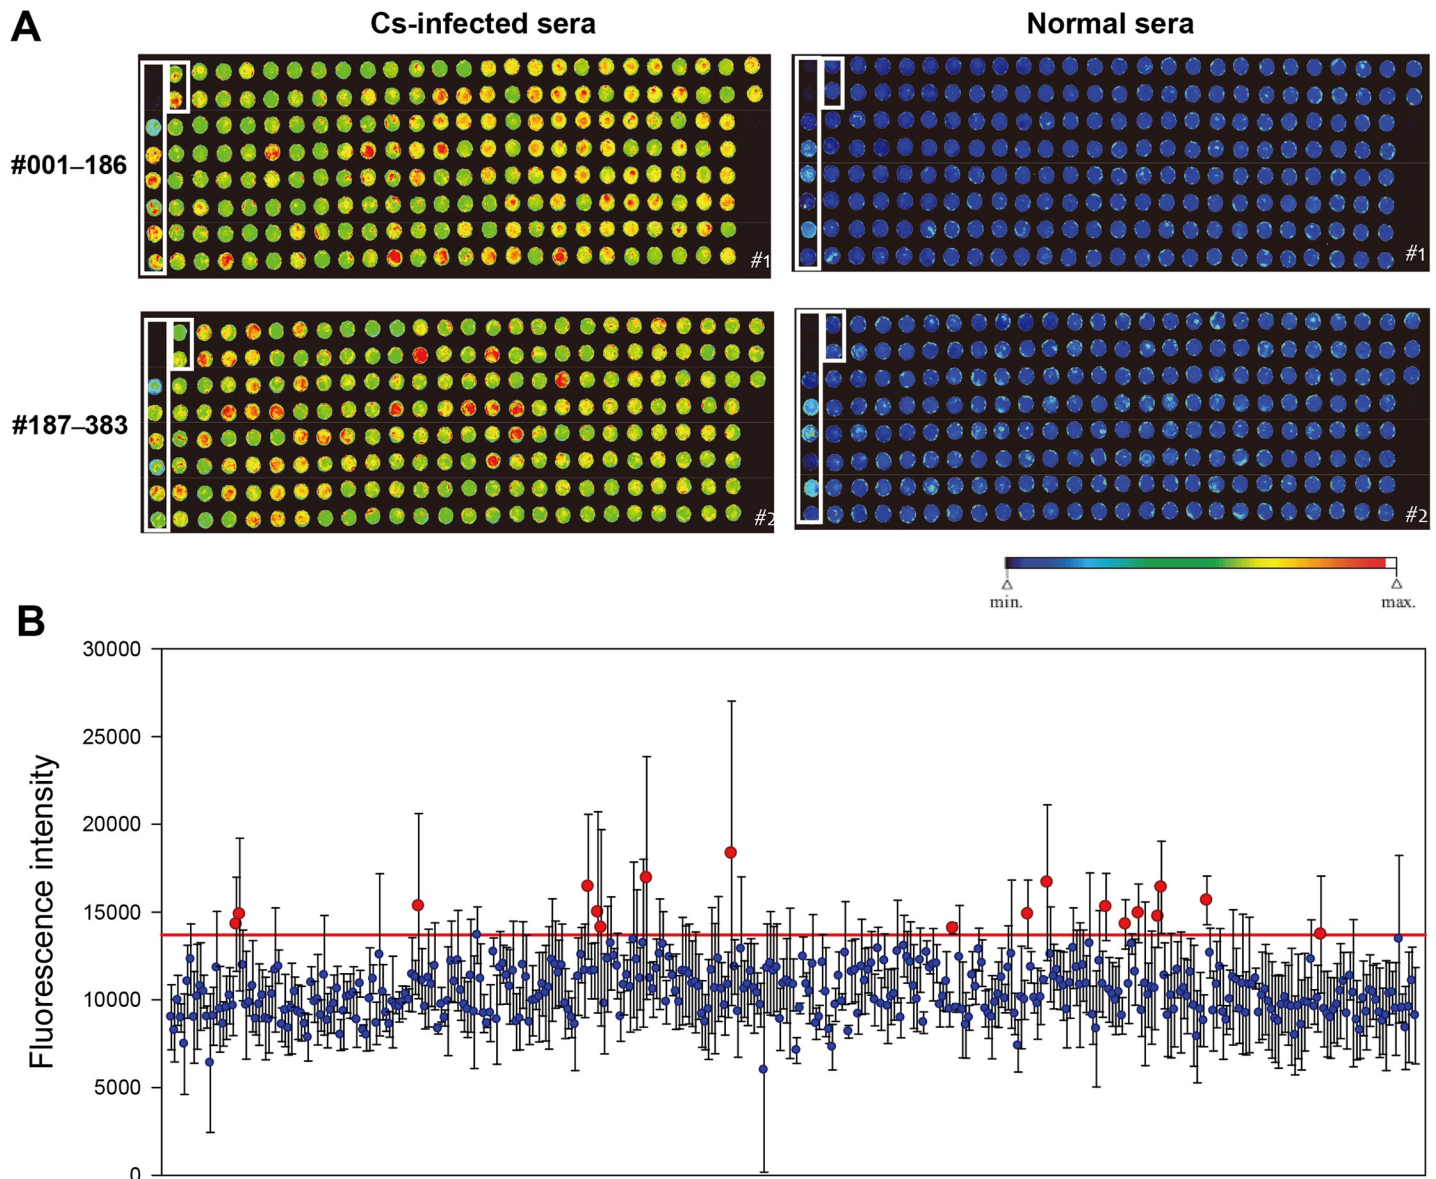 A
Cs-infected sera
Normal sera
#001–186
#1
#1
#187–383
#2
#2
min.
max.
B
30000
25000
20000
15000
10000
5000
0
Fluorescence intensity